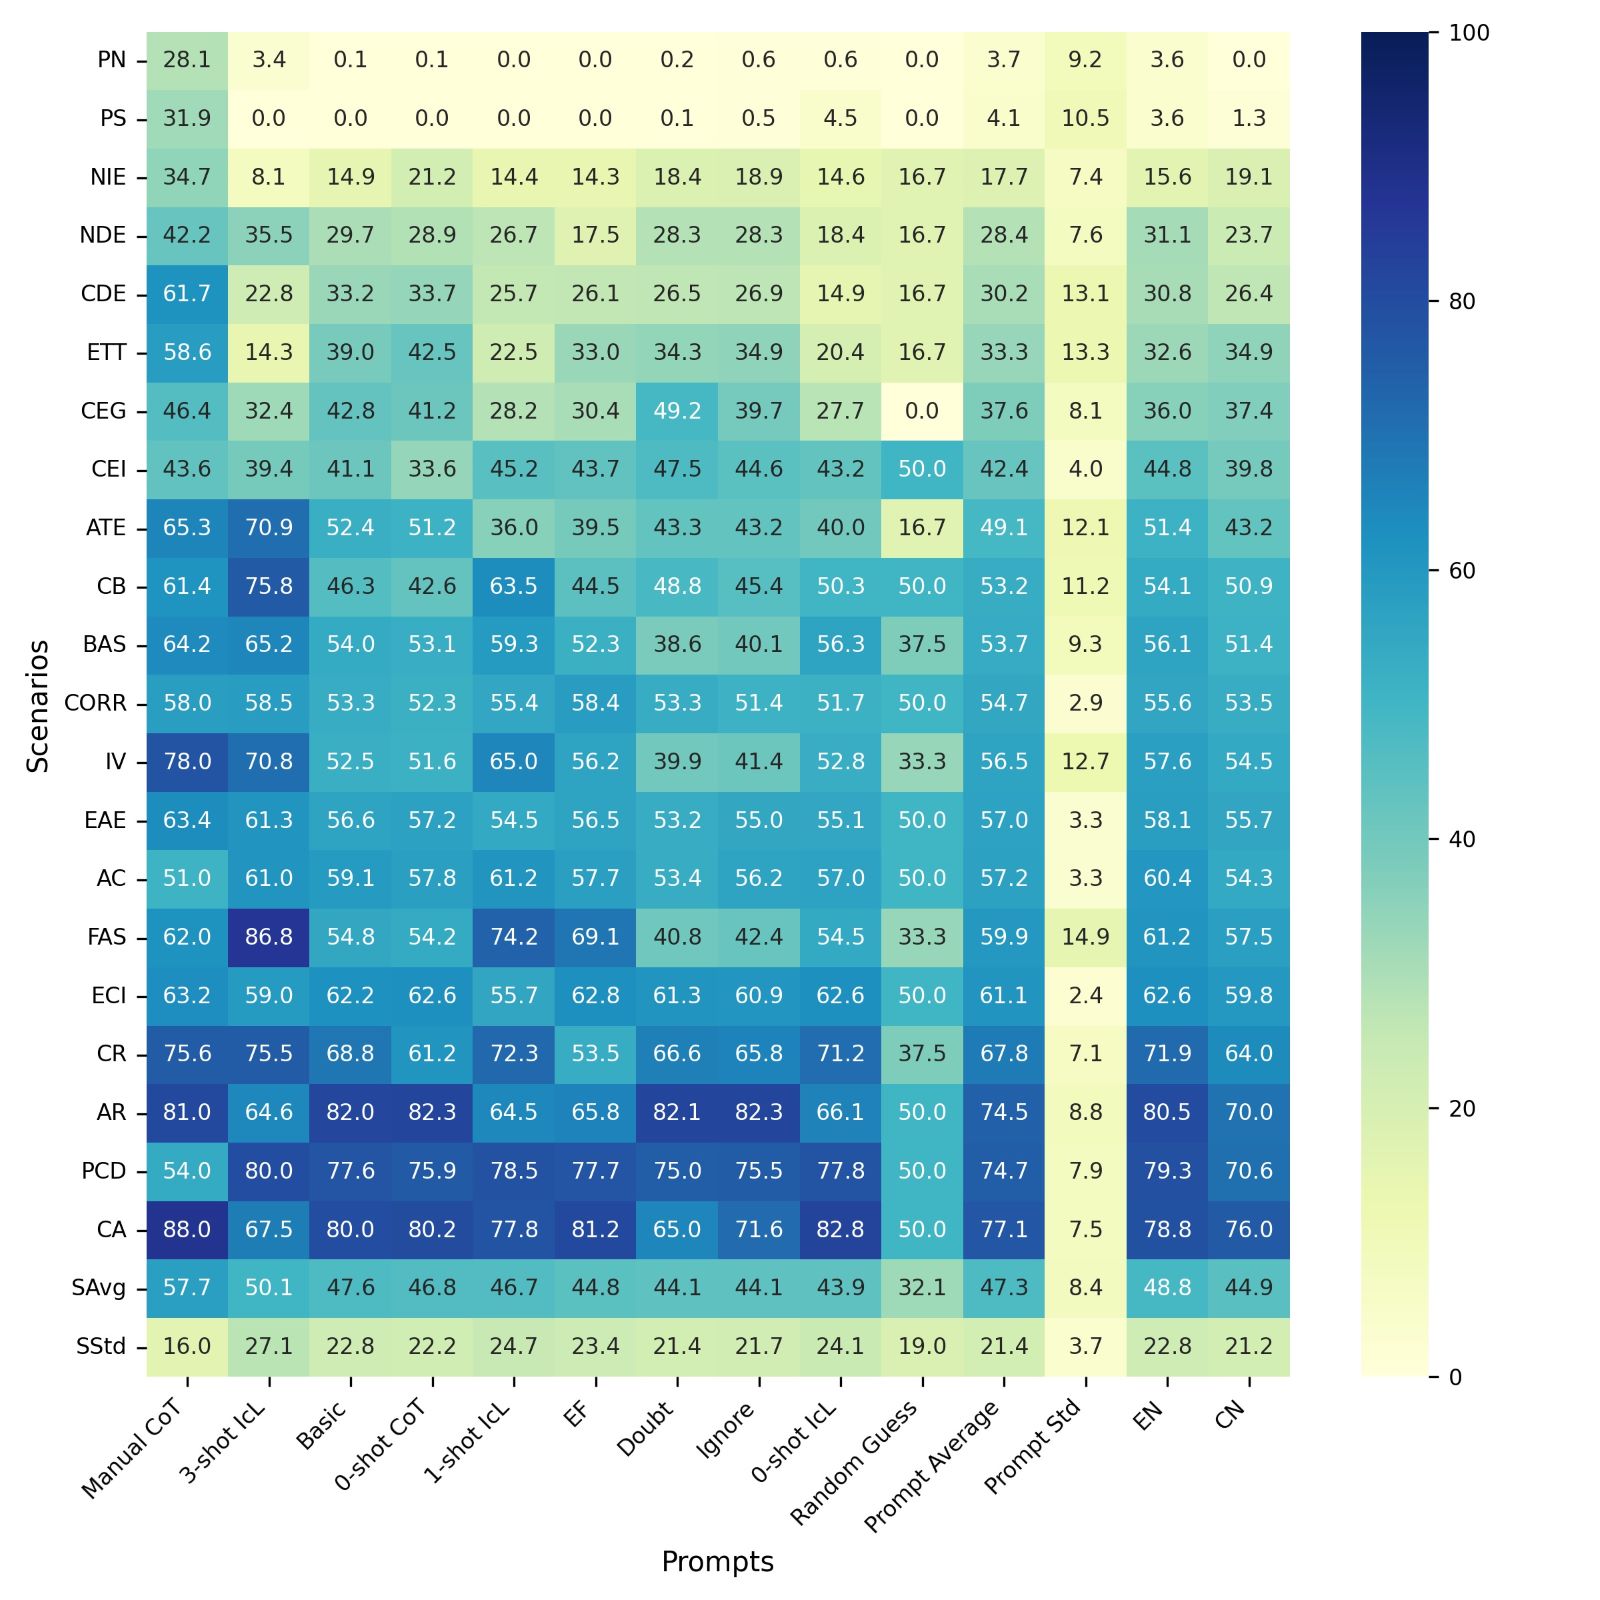 PN 28.1 3.4 0.1 0.1 0.0 0.0 0.2 0.6 0.6 0.0 3.7 9.2 3.6 0.0
PS 31.9 0.0 0.0 0.0 0.0 0.0 0.1 0.5 4.5 0.0 4.1 10.5 3.6 1.3
NIE 34.7 8.1 14.9 21.2 14.4 14.3 18.4 18.9 14.6 16.7 17.7 7.4 15.6 19.1
NDE 42.2 35.5 29.7 28.9 26.7 17.5 28.3 28.3 18.4 16.7 28.4 7.6 31.1 23.7
CDE 61.7 22.8 33.2 33.7 25.7 26.1 26.5 26.9 14.9 16.7 30.2 13.1 30.8 26.4
ETT 58.6 14.3 39.0 42.5 22.5 33.0 34.3 34.9 20.4 16.7 33.3 13.3 32.6 34.9
CEG 46.4 32.4 42.8 41.2 28.2 30.4 49.2 39.7 27.7 0.0 37.6 8.1 36.0 37.4
CEI 43.6 39.4 41.1 33.6 45.2 43.7 47.5 44.6 43.2 50.0 42.4 4.0 44.8 39.8
ATE 65.3 70.9 52.4 51.2 36.0 39.5 43.3 43.2 40.0 16.7 49.1 12.1 51.4 43.2
CB 61.4 75.8 46.3 42.6 63.5 44.5 48.8 45.4 50.3 50.0 53.2 11.2 54.1 50.9
BAS 64.2 65.2 54.0 53.1 59.3 52.3 38.6 40.1 56.3 37.5 53.7 9.3 56.1 51.4
CORR 58.0 58.5 53.3 52.3 55.4 58.4 53.3 51.4 51.7 50.0 54.7 2.9 55.6 53.5
IV 78.0 70.8 52.5 51.6 65.0 56.2 39.9 41.4 52.8 33.3 56.5 12.7 57.6 54.5
EAE 63.4 61.3 56.6 57.2 54.5 56.5 53.2 55.0 55.1 50.0 57.0 3.3 58.1 55.7
AC 51.0 61.0 59.1 57.8 61.2 57.7 53.4 56.2 57.0 50.0 57.2 3.3 60.4 54.3
FAS 62.0 86.8 54.8 54.2 74.2 69.1 40.8 42.4 54.5 33.3 59.9 14.9 61.2 57.5
ECI 63.2 59.0 62.2 62.6 55.7 62.8 61.3 60.9 62.6 50.0 61.1 2.4 62.6 59.8
CR 75.6 75.5 68.8 61.2 72.3 53.5 66.6 65.8 71.2 37.5 67.8 7.1 71.9 64.0
AR 81.0 64.6 82.0 82.3 64.5 65.8 82.1 82.3 66.1 50.0 74.5 8.8 80.5 70.0
PCD 54.0 80.0 77.6 75.9 78.5 77.7 75.0 75.5 77.8 50.0 74.7 7.9 79.3 70.6
CA 88.0 67.5 80.0 80.2 77.8 81.2 65.0 71.6 82.8 50.0 77.1 7.5 78.8 76.0
SAvg 57.7 50.1 47.6 46.8 46.7 44.8 44.1 44.1 43.9 32.1 47.3 8.4 48.8 44.9
SStd 16.0 27.1 22.8 22.2 24.7 23.4 21.4 21.7 24.1 19.0 21.4 3.7 22.8 21.2
Manual CoT
3-shot IcL
Basic
0-shot CoT
1-shot IcL
EF
Doubt
Ignore
0-shot IcL
Random Guess
Prompt Average
Prompt Std
EN
CN
Prompts
Scenarios
100
80
60
40
20
0